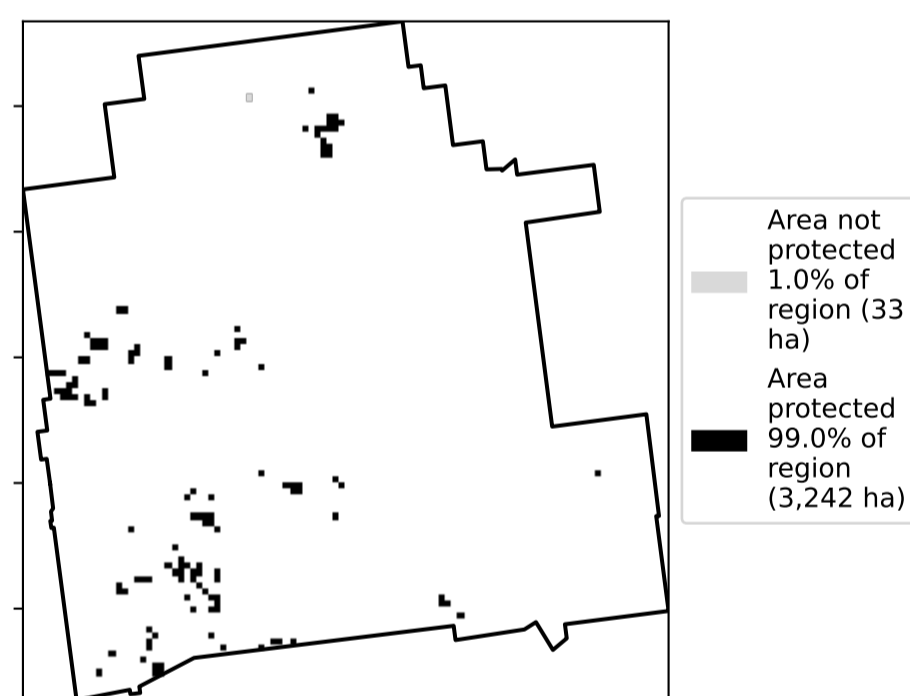 Area not
protected
1.0% of
region (33
ha)
Area
protected
99.0% of
region
(3,242 ha)